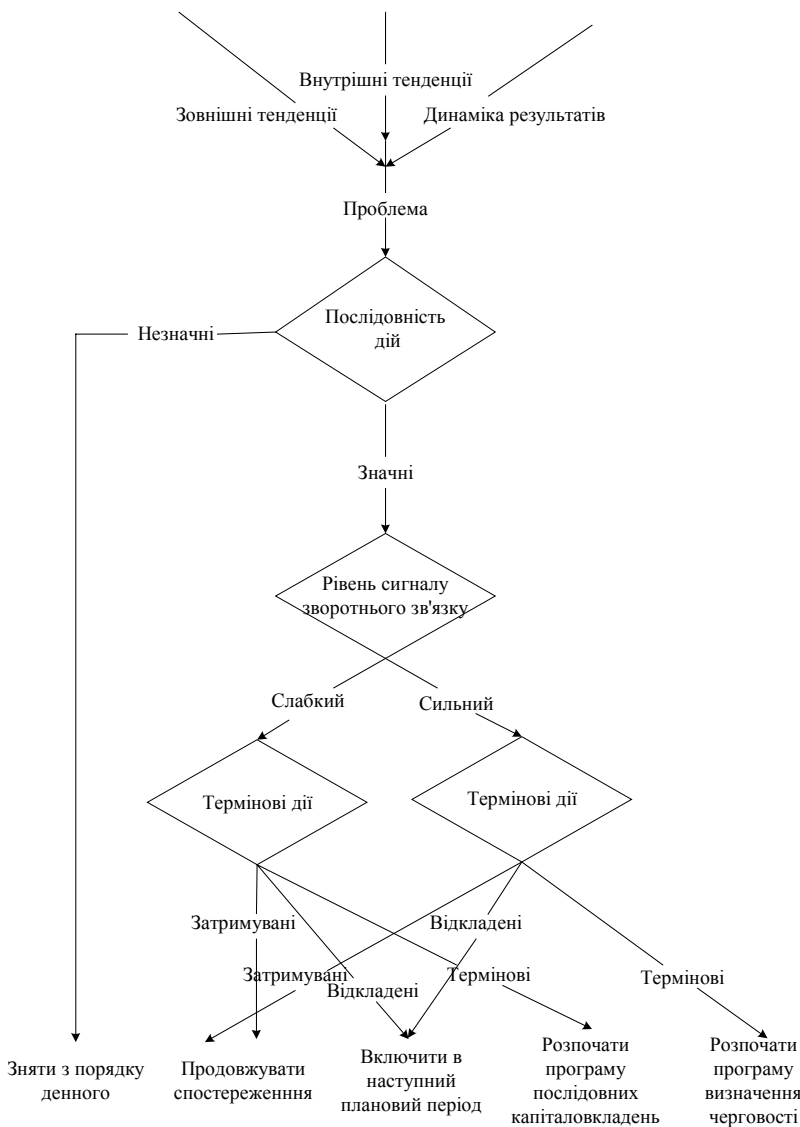 Внутрішні тенденції
Зовнішні тенденції
Динаміка результатів
Проблема
Послідовність
дій
Незначні
Значні
Рівень сигналу
зворотнього зв'язку
Слабкий
Сильний
Термінові дії
Термінові дії
Затримувані
Відкладені
Затримувані
Відкладені
Термінові
Термінові
Зняти з порядку
денного
Продовжувати
спостереженння
Включити в
наступний
плановий період
Розпочати
програму
послідовних
капіталовкладень
Розпочати
програму
визначення
черговості